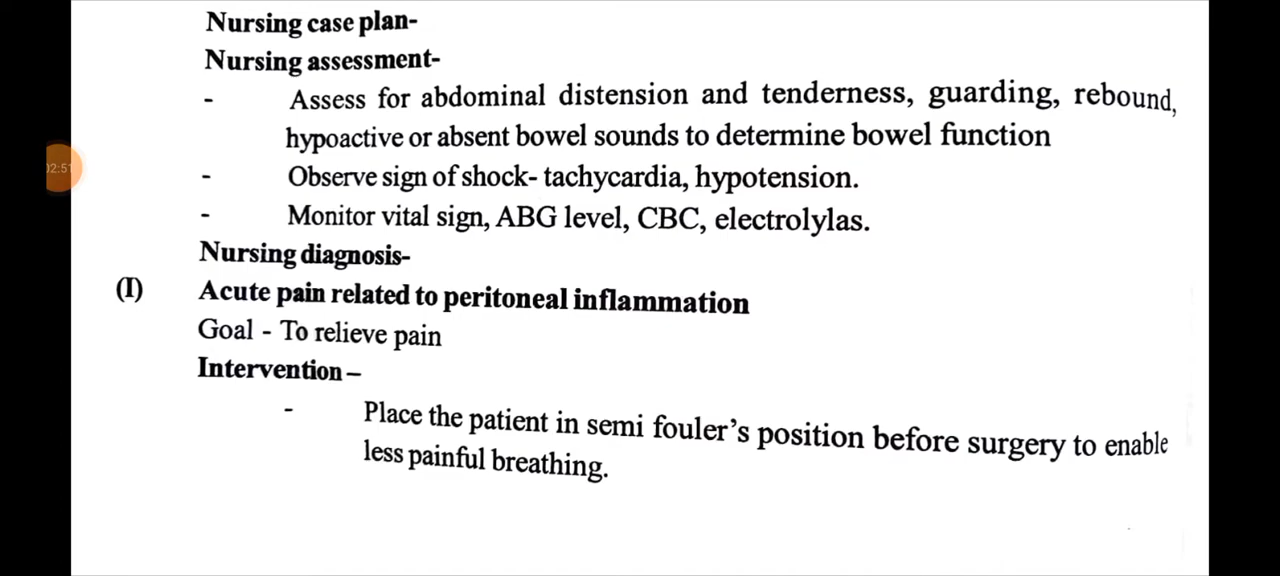 Nursing case plan-
Nursing assessment-
- Assess for abdominal distension and tenderness, guarding, rebound,
hypoactive or absent bowel sounds to determine bowel function
- Observe sign of shock- tachycardia, hypotension.
- Monitor vital sign, ABG level, CBC, electrolylas.
Nursing diagnosis-
(I) Acute pain related to peritoneal inflammation
Goal - To relieve pain
Intervention –
- Place the patient in semi fouler's position before surgery to enable
less painful breathing.
02:51